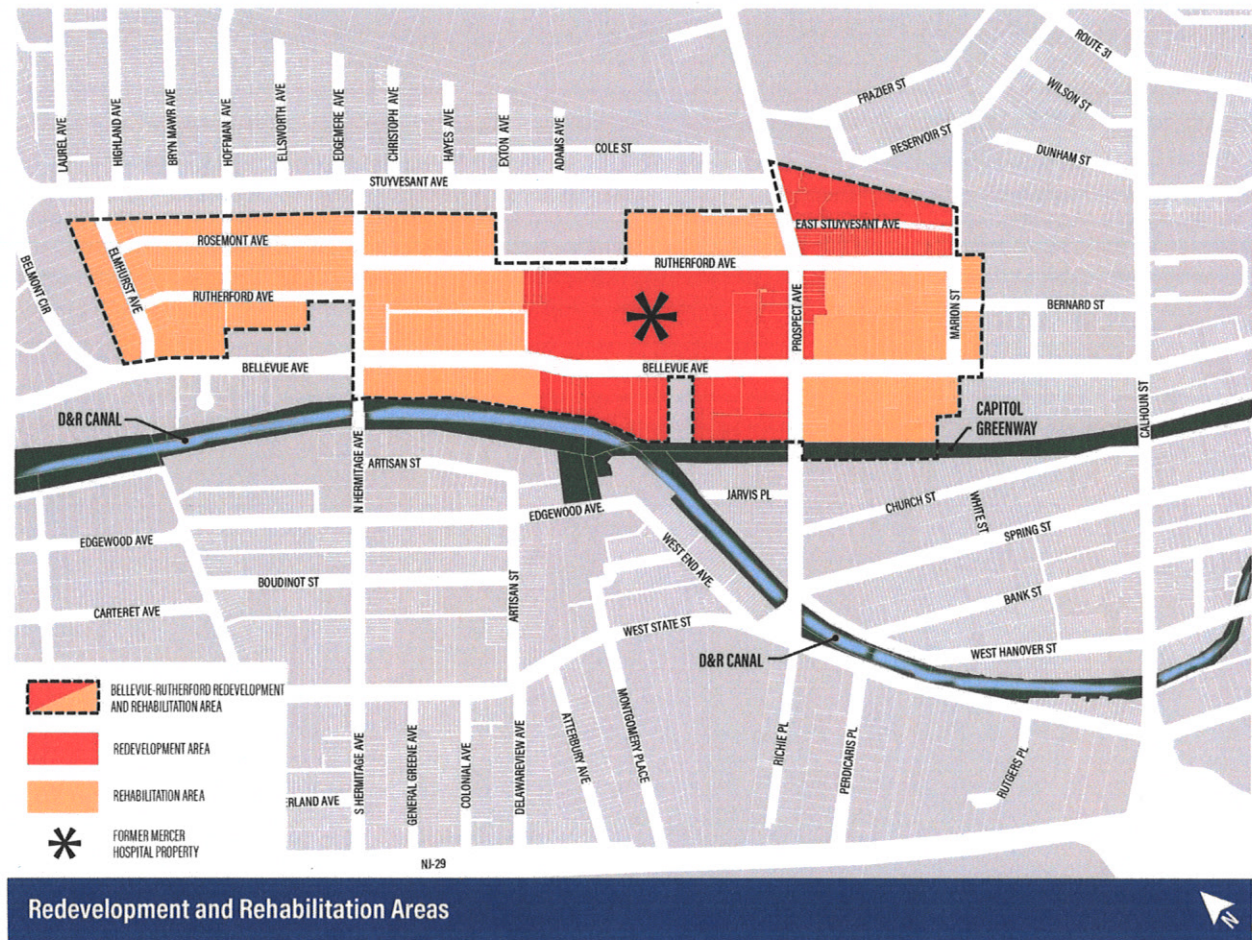 LAUREL AVE
HIGHLAND AVE
BRYN MAWR AVE
HOFFMAN AVE
ELLSWORTH AVE
EDGEMERE AVE
CHRISTOPH AVE
HAYES AVE
EXTON AVE
ADAMS AVE
COLE ST
STUYVESANT AVE
FRAZIER ST
RESERVOIR ST
ROUTE 31
WILSON ST
DUNHAM ST
BELMONT CIR
ELMHURST AVE
ROSEMONT AVE
RUTHERFORD AVE
EAST STUYVESANT AVE
RUTHERFORD AVE
PROSPECT AVE
MARION ST
BERNARD ST
BELLEVUE AVE
BELLEVUE AVE
CALHOUN ST
D&R CANAL
CAPITOL
GREENWAY
N HERMITAGE AVE
ARTISAN ST
EDGEWOOD AVE.
JARVIS PL
CHURCH ST
WHITE ST
SPRING ST
EDGEWOOD AVE
BOUDINOT ST
CARTERET AVE
ARTISAN ST
WEST END AVE.
WEST STATE ST
BANK ST
WEST HANOVER ST
D&R CANAL
BELLEVUE-RUTHERFORD REDEVELOPMENT
AND REHABILITATION AREA
REDEVELOPMENT AREA
REHABILITATION AREA
FORMER MERCER
HOSPITAL PROPERTY
ERLAND AVE
S HERMITAGE AVE
GENERAL GREENE AVE
COLONIAL AVE
DELAWAREVIEW AVE
ATTERBURY AVE
MONTGOMERY PLACE
RICHIE PL
PERDICARIS PL
RUTGERS PL
NJ-29
Redevelopment and Rehabilitation Areas
N